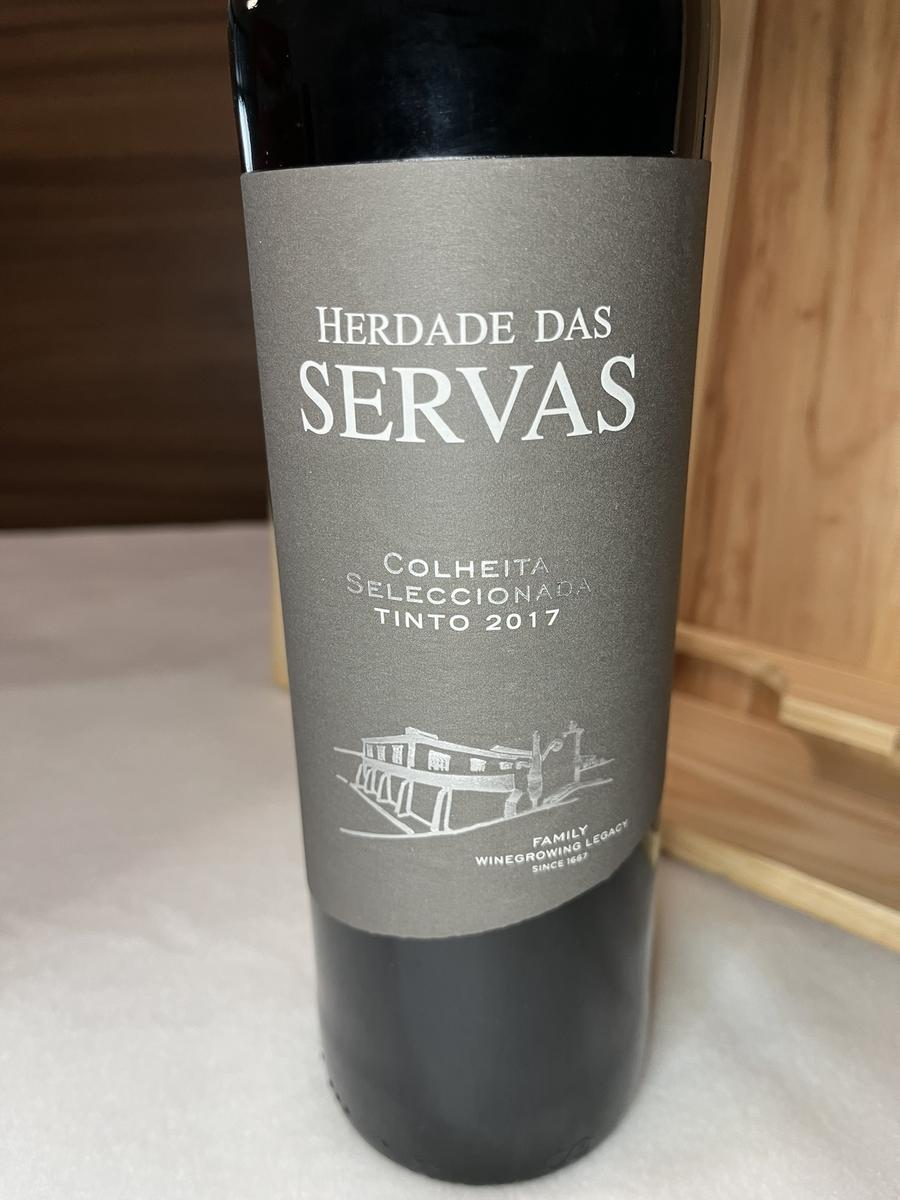 HERDADE DAS
SERVAS
COLHEITA
SELECCIONADA
TINTO 2017
FAMILY
WINEGROWING LEGACY
SINCE 1667